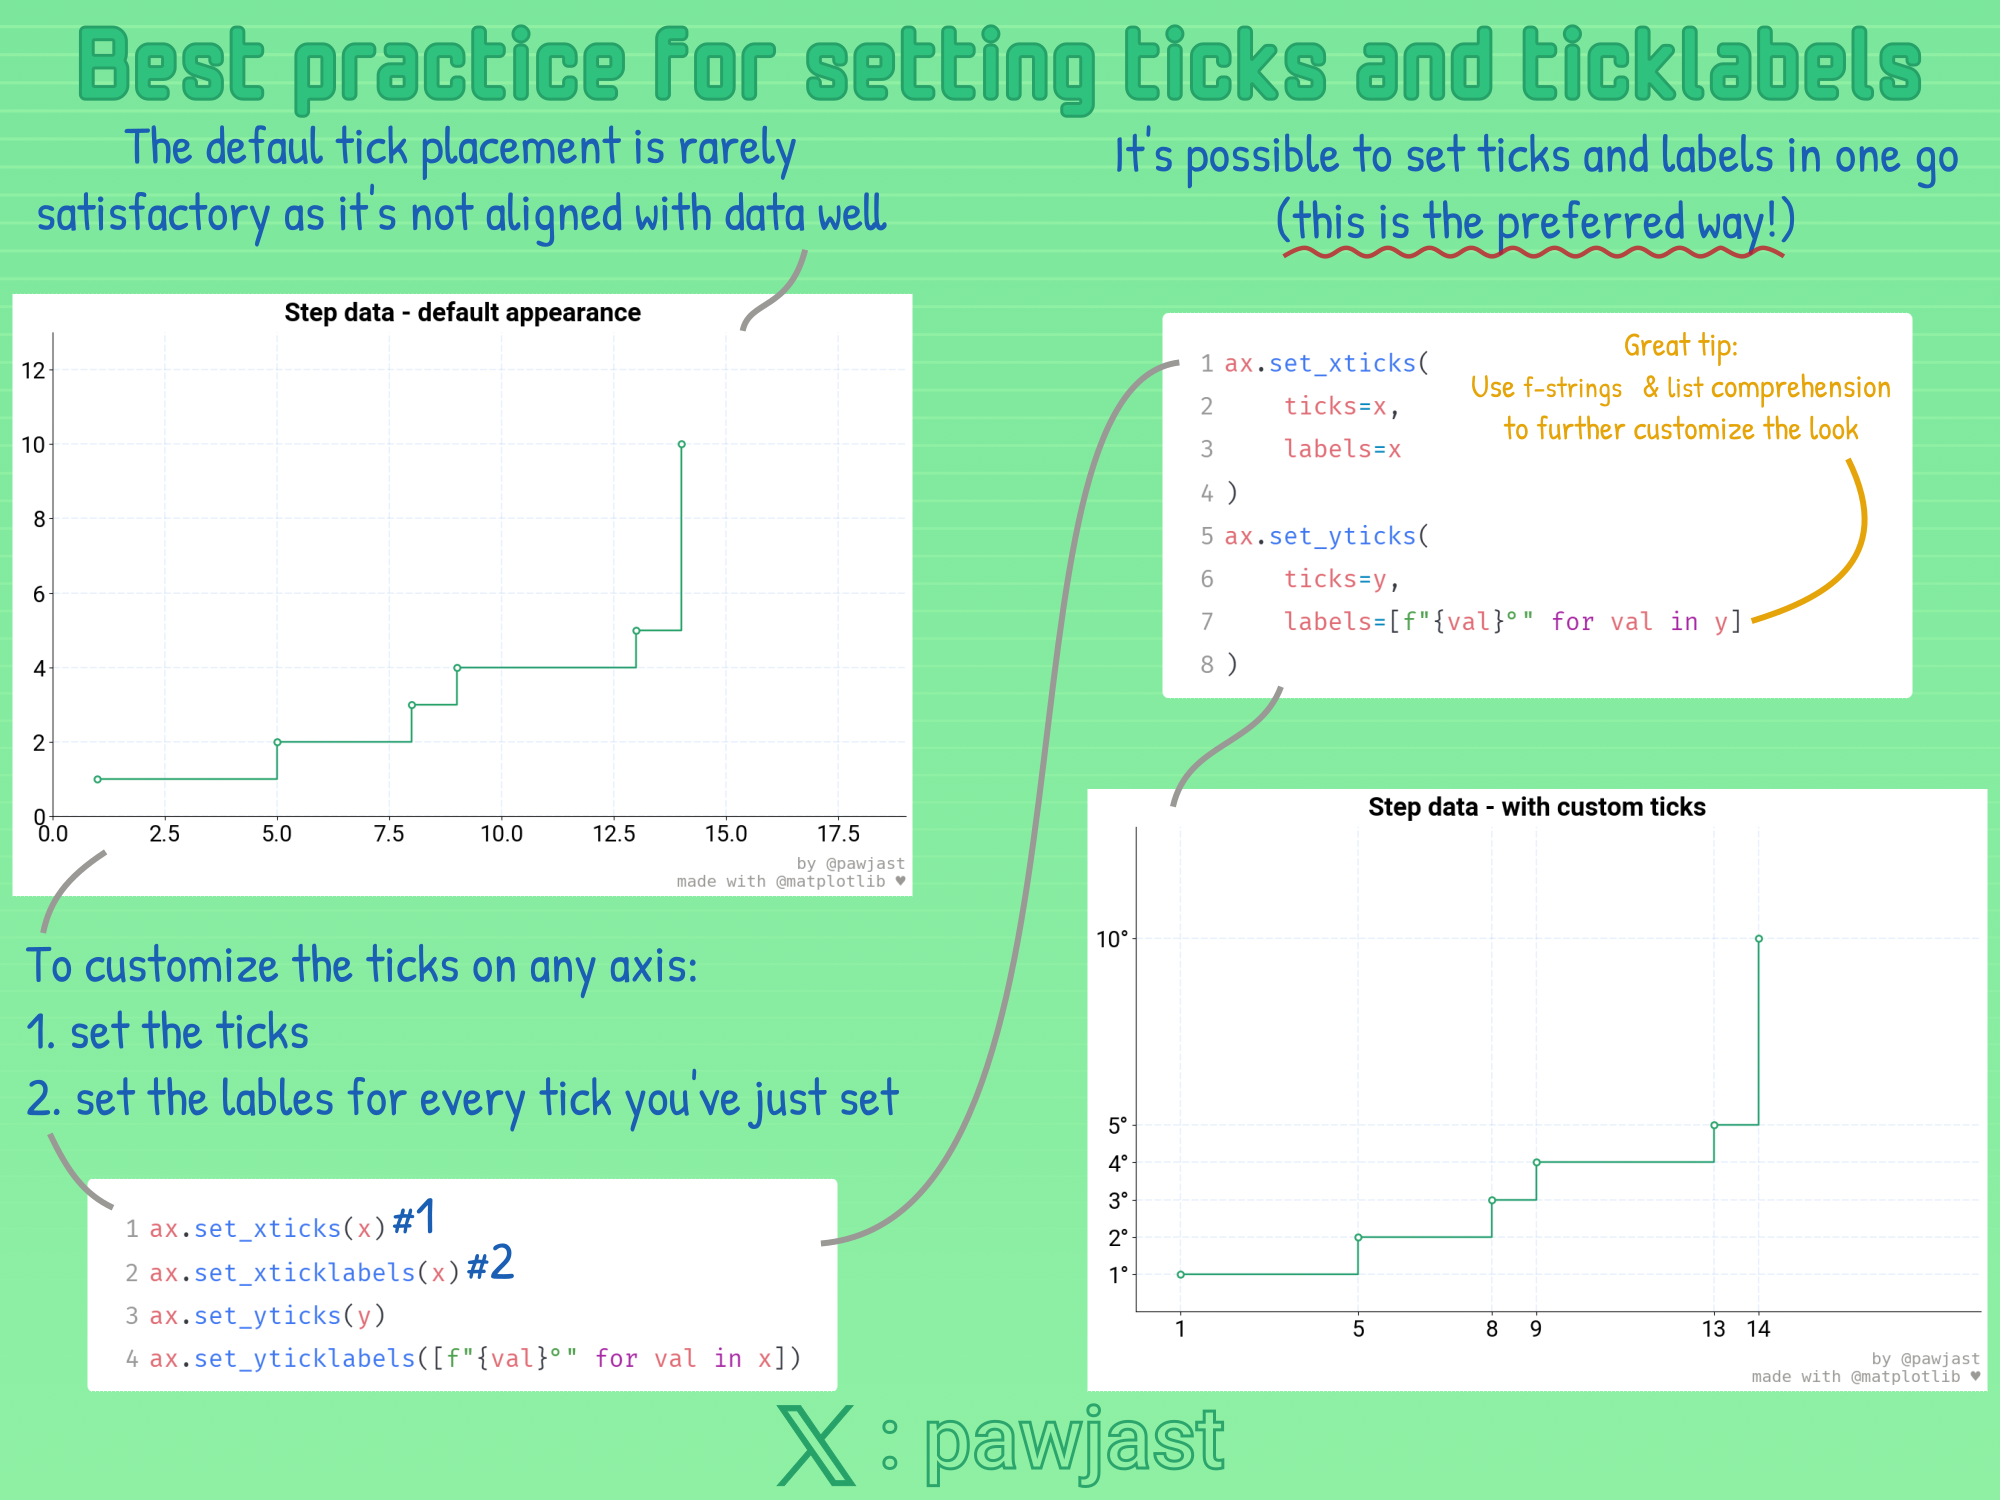 Best practice for setting ticks and ticklabels
The defaul tick placement is rarely
satisfactory as it's not aligned with data well
Step data - default appearance
12
10
8
6
4
2
0
0.0 2.5 5.0 7.5 10.0 12.5 15.0 17.5
by @pawjast
made with @matplotlib ♥
To customize the ticks on any axis:
1. set the ticks
2. set the lables for every tick you've just set
1 ax.set_xticks(x) #1
2 ax.set_xticklabels(x) #2
3 ax.set_yticks(y)
4 ax.set_yticklabels([f"{val}°" for val in x])
It's possible to set ticks and labels in one go
(this is the preferred way!)
Great tip:
Use f-strings & list comprehension
to further customize the look
1 ax.set_xticks(
2 ticks=x,
3 labels=x
4 )
5 ax.set_yticks(
6 ticks=y,
7 labels=[f"{val}°" for val in y]
8 )
Step data - with custom ticks
10°
5°
4°
3°
2°
1°
1 5 8 9 13 14
by @pawjast
made with @matplotlib ♥
X : pawjast